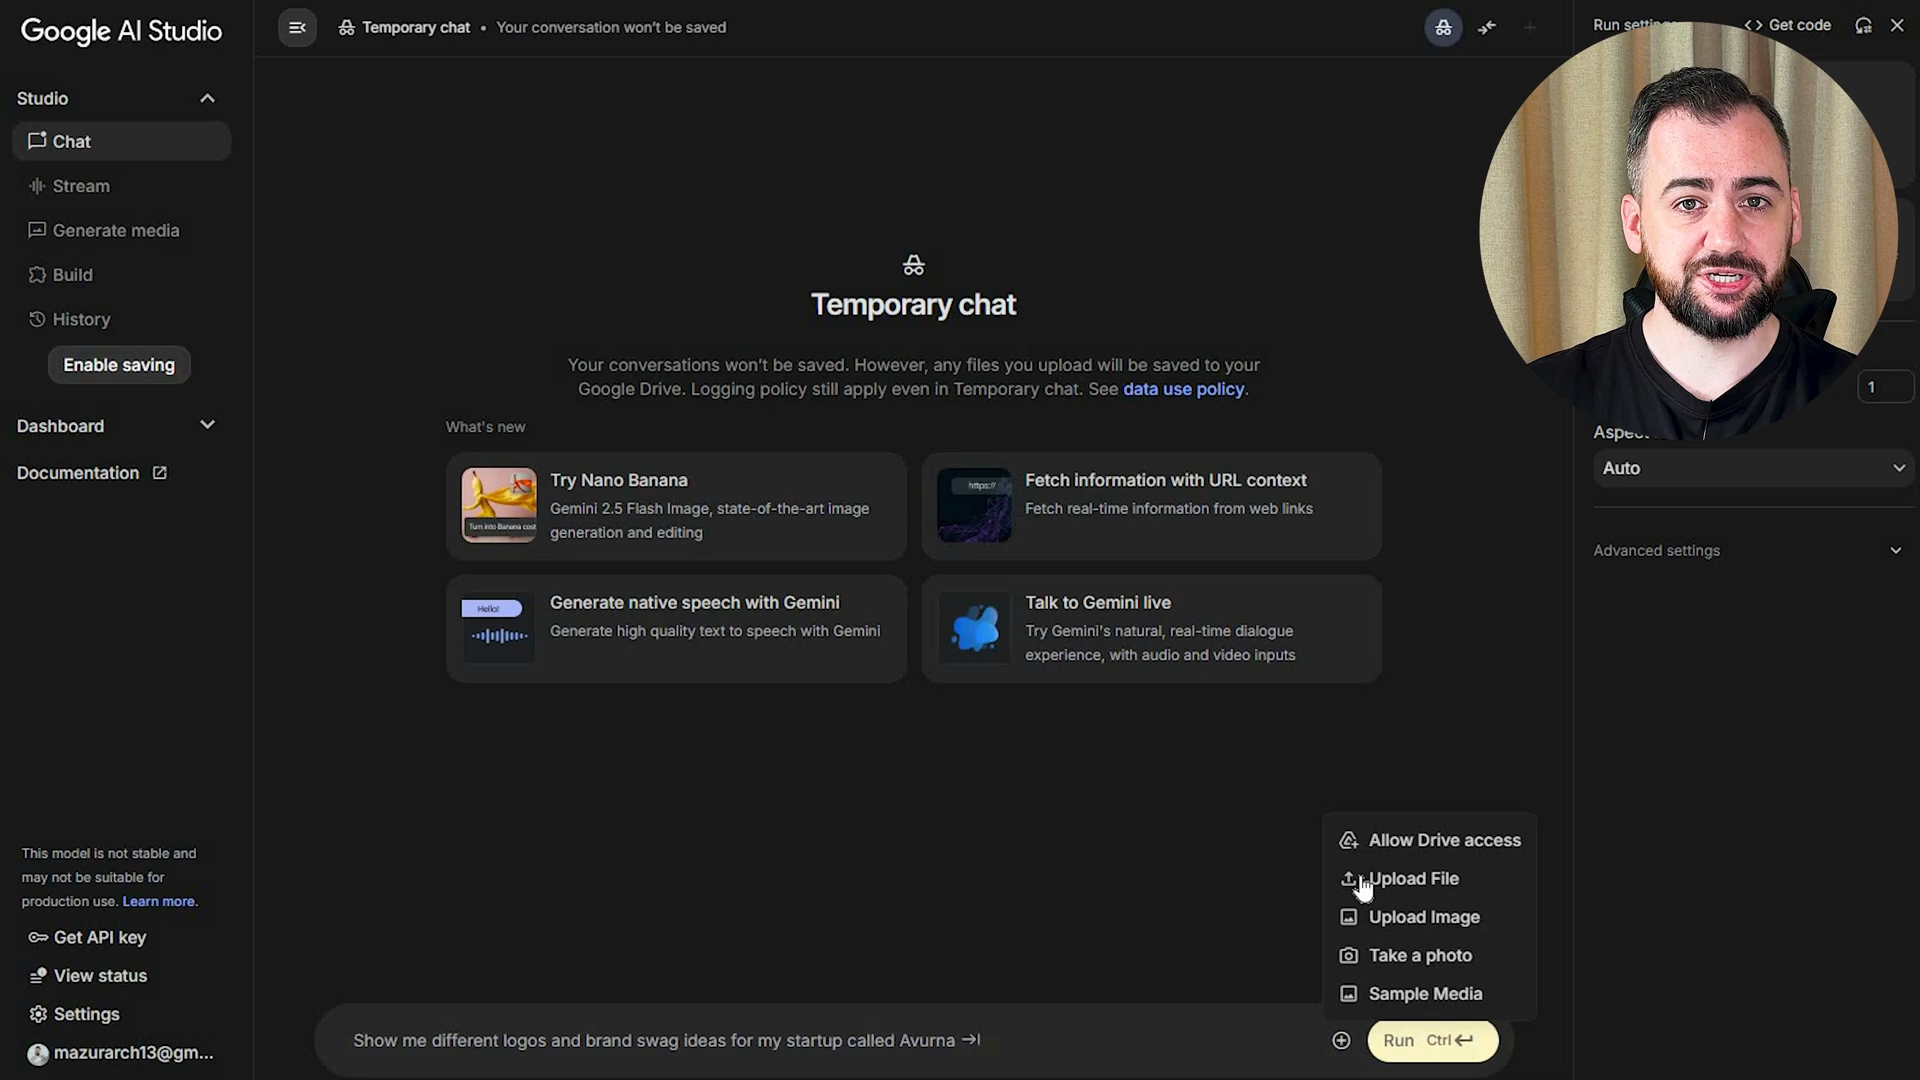 Google AI Studio
Temporary chat • Your conversation won't be saved
Run
<> Get code
Studio
Chat
Stream
Generate media
Build
History
Enable saving
Dashboard
Documentation
Temporary chat
Your conversations won't be saved. However, any files you upload will be saved to your
Google Drive. Logging policy still apply even in Temporary chat. See data use policy.
What's new
Try Nano Banana
Gemini 2.5 Flash Image, state-of-the-art image
generation and editing
Turn into Banana cost
Fetch information with URL context
Fetch real-time information from web links
https://
Generate native speech with Gemini
Generate high quality text to speech with Gemini
Hello!
Talk to Gemini live
Try Gemini's natural, real-time dialogue
experience, with audio and video inputs
1
Auto
Advanced settings
Allow Drive access
Upload File
Upload Image
Take a photo
Sample Media
Show me different logos and brand swag ideas for my startup called Avurna
Run Ctrl
This model is not stable and
may not be suitable for
production use. Learn more.
Get API key
View status
Settings
mazurarch13@gm...